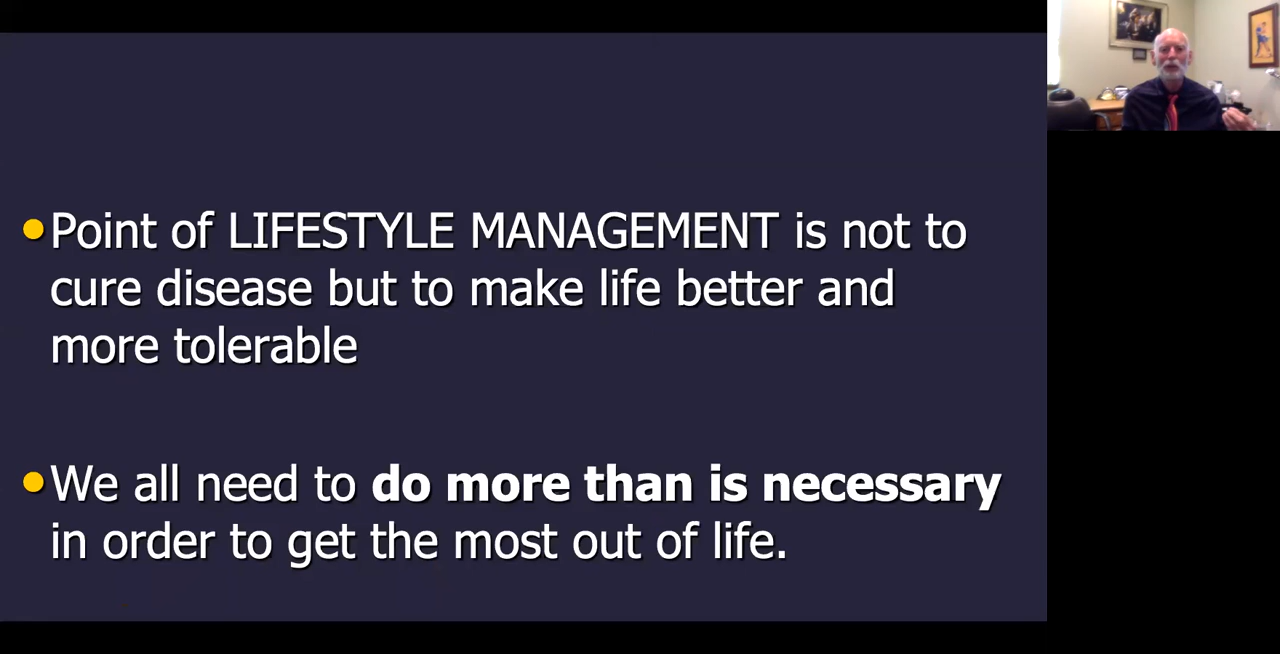 Point of LIFESTYLE MANAGEMENT is not to
cure disease but to make life better and
more tolerable
We all need to do more than is necessary
in order to get the most out of life.